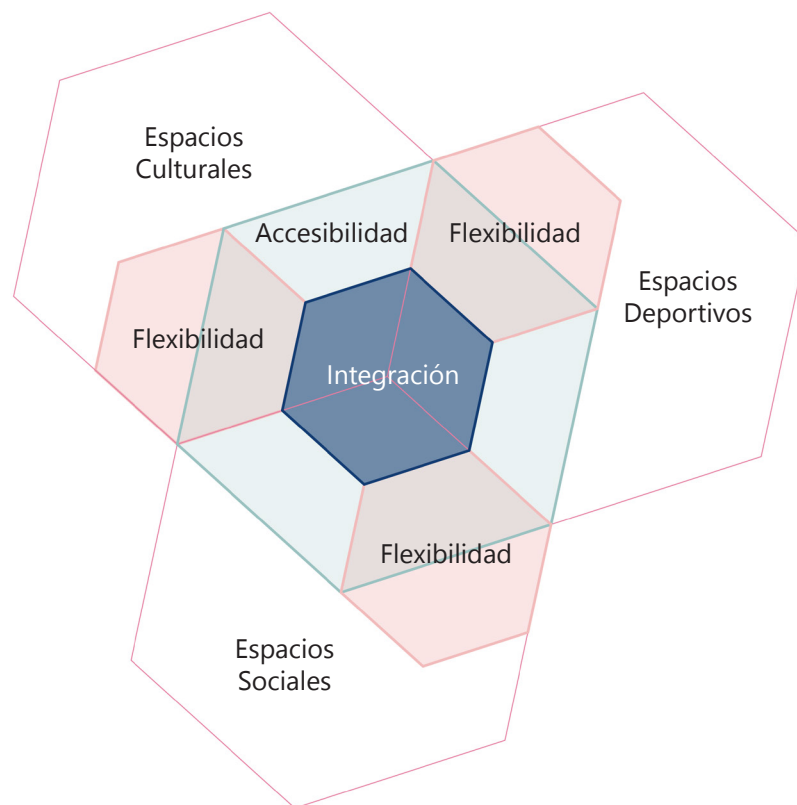 Espacios
Culturales
Accesibilidad
Flexibilidad
Espacios
Deportivos
Flexibilidad
Integración
Flexibilidad
Espacios
Sociales